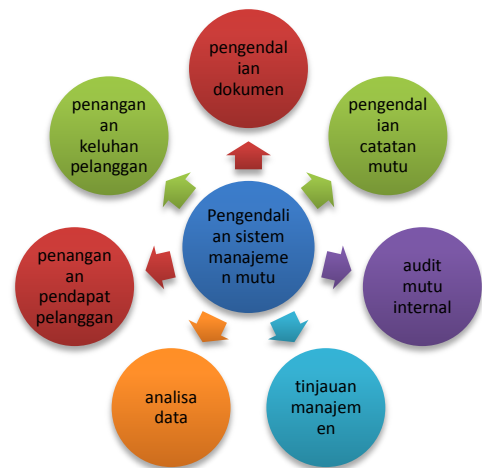 pengendal
ian
dokumen
pengendal
ian
catatan
mutu
audit
mutu
internal
tinjauan
manajem
en
analisa
data
penangan
an
pendapat
pelanggan
penangan
an
keluhan
pelanggan
Pengendali
an sistem
manajeme
n mutu